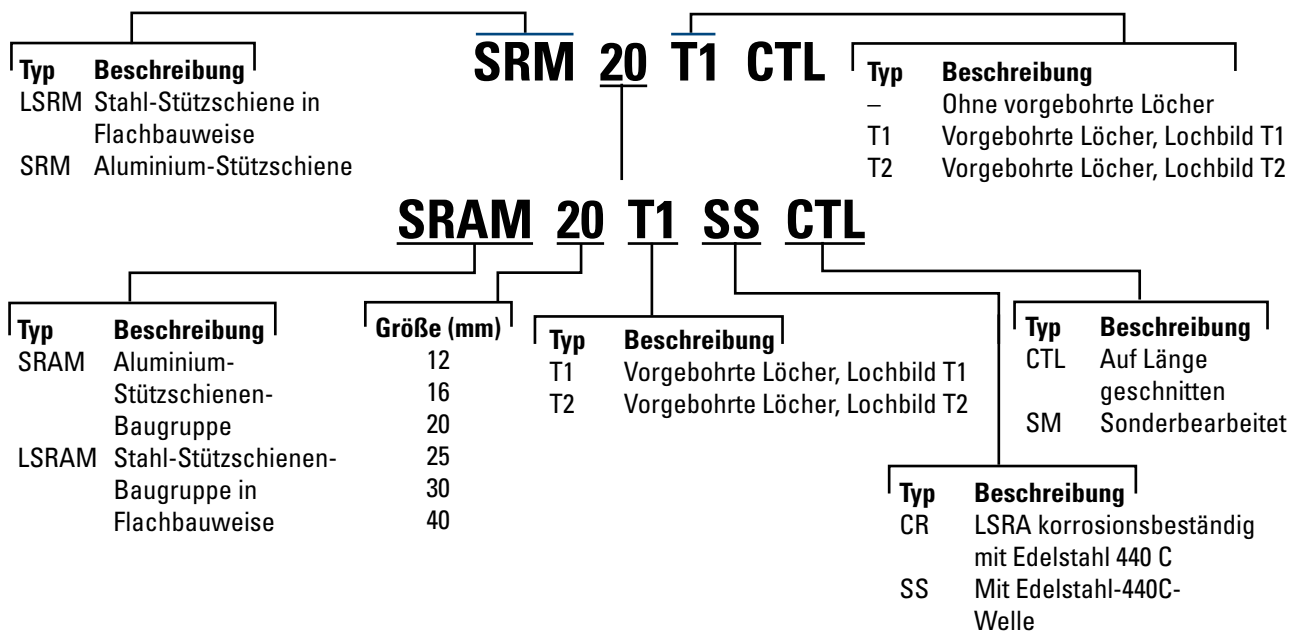 SRM 20 T1 CTL
Typ Beschreibung
LSRM Stahl-Stützschiene in
Flachbauweise
SRM Aluminium-Stützschiene
Typ Beschreibung
– Ohne vorgebohrte Löcher
T1 Vorgebohrte Löcher, Lochbild T1
T2 Vorgebohrte Löcher, Lochbild T2
SRAM 20 T1 SS CTL
Typ Beschreibung
SRAM Aluminium-
Stützschienen-
Baugruppe
LSRAM Stahl-Stützschienen-
Baugruppe in
Flachbauweise
Größe (mm)
12
16
20
25
30
40
Typ Beschreibung
T1 Vorgebohrte Löcher, Lochbild T1
T2 Vorgebohrte Löcher, Lochbild T2
Typ Beschreibung
CTL Auf Länge
geschnitten
SM Sonderbearbeitet
Typ Beschreibung
CR LSRA korrosionsbeständig
mit Edelstahl 440 C
SS Mit Edelstahl-440C-
Welle